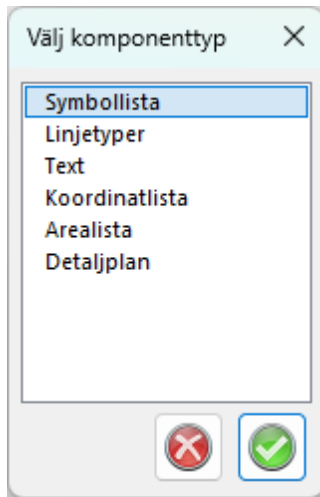 Välj komponenttyp
Symbollista
Linjetyper
Text
Koordinatlista
Arealista
Detaljplan